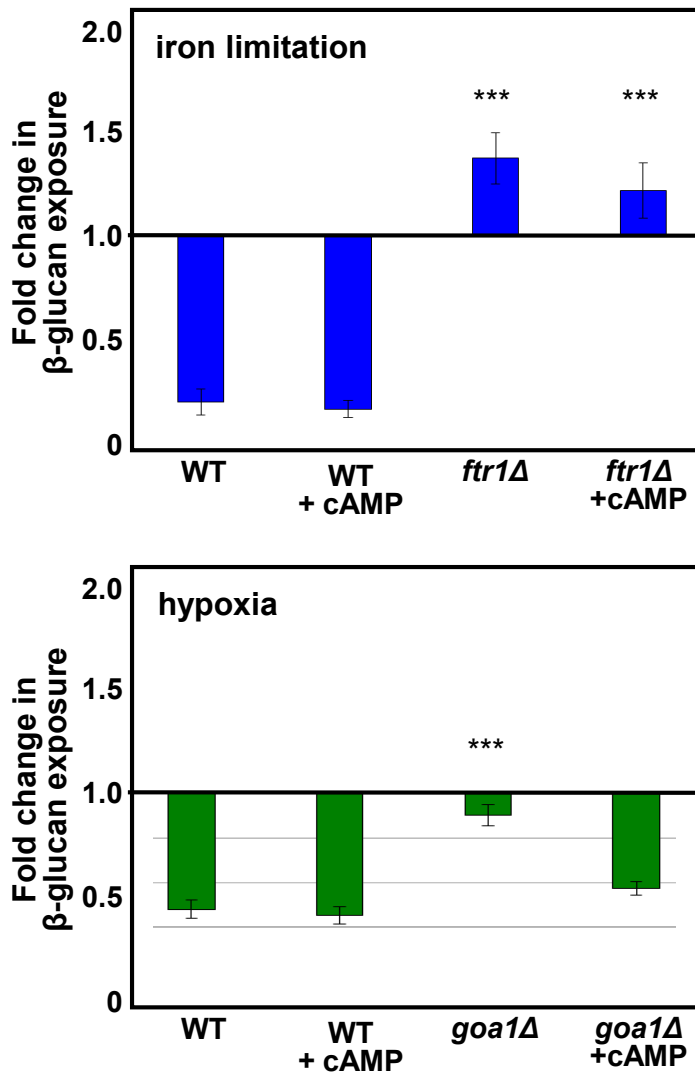 iron limitation
Fold change in
β-glucan exposure
2.0
1.5
1.0
0.5
0
***
***
WT
WT
+ cAMP
ftr1Δ
ftr1Δ
+cAMP
hypoxia
Fold change in
β-glucan exposure
2.0
1.5
1.0
0.5
0
***
WT
WT
+ cAMP
goa1Δ
goa1Δ
+cAMP